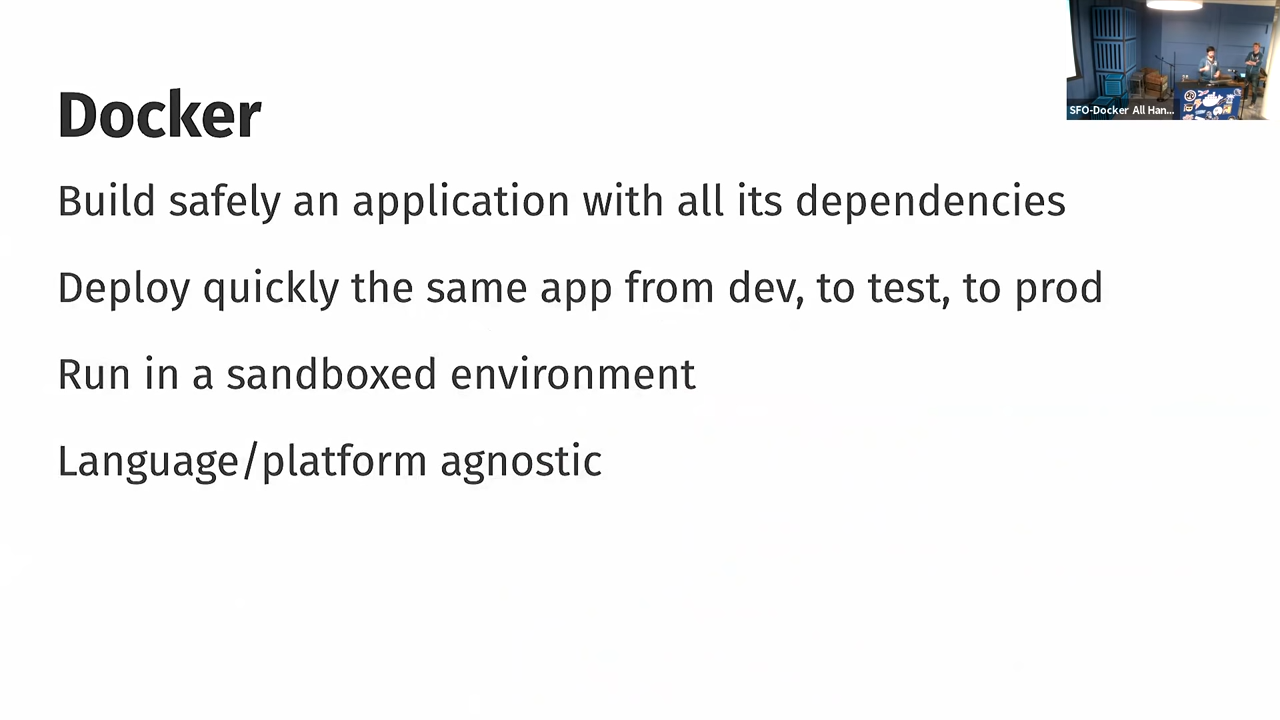 Docker
Build safely an application with all its dependencies
Deploy quickly the same app from dev, to test, to prod
Run in a sandboxed environment
Language/platform agnostic
SFO-Docker All Han...